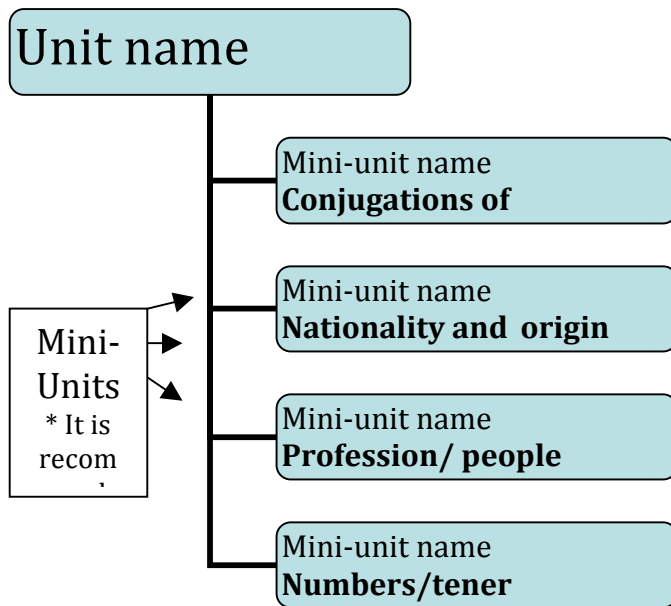 Unit name
Mini-unit name
Conjugations of
Mini-unit name
Nationality and origin
Mini-
Units
* It is
recom
Mini-unit name
Profession/ people
Mini-unit name
Numbers/tener